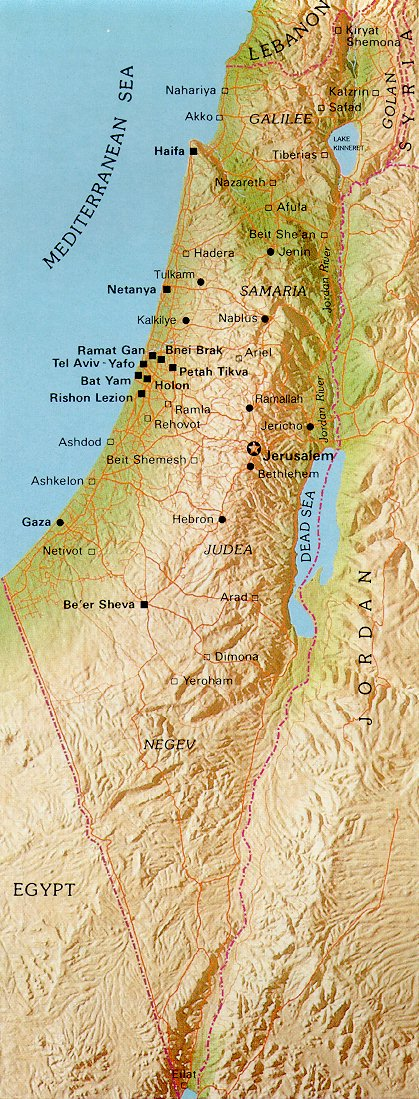 LEBANON
Kiryat
Shemona
SYRIA
GOLAN
MEDITERRANEAN SEA
Nahariya
Katzrin
Safad
Akko
GALILEE
LAKE
KINNERET
Haifa
Tiberias
Nazareth
Afula
Beit She'an
Hadera
Jenin
Jordan River
Tulkarm
Netanya
SAMARIA
Kalkilye
Nablus
Ramat Gan
Bnei Brak
Ariel
Tel Aviv-Yafo
Petah Tikva
Bat Yam
Holon
Rishon Lezion
Jordan River
Ramallah
Ramla
Rehovot
Jericho
Ashdod
Jerusalem
Beit Shemesh
Bethlehem
Ashkelon
DEAD SEA
Gaza
Hebron
Netivot
JUDEA
JORDAN
Arad
Be'er Sheva
Dimona
Yeroham
NEGEV
EGYPT
Eilat